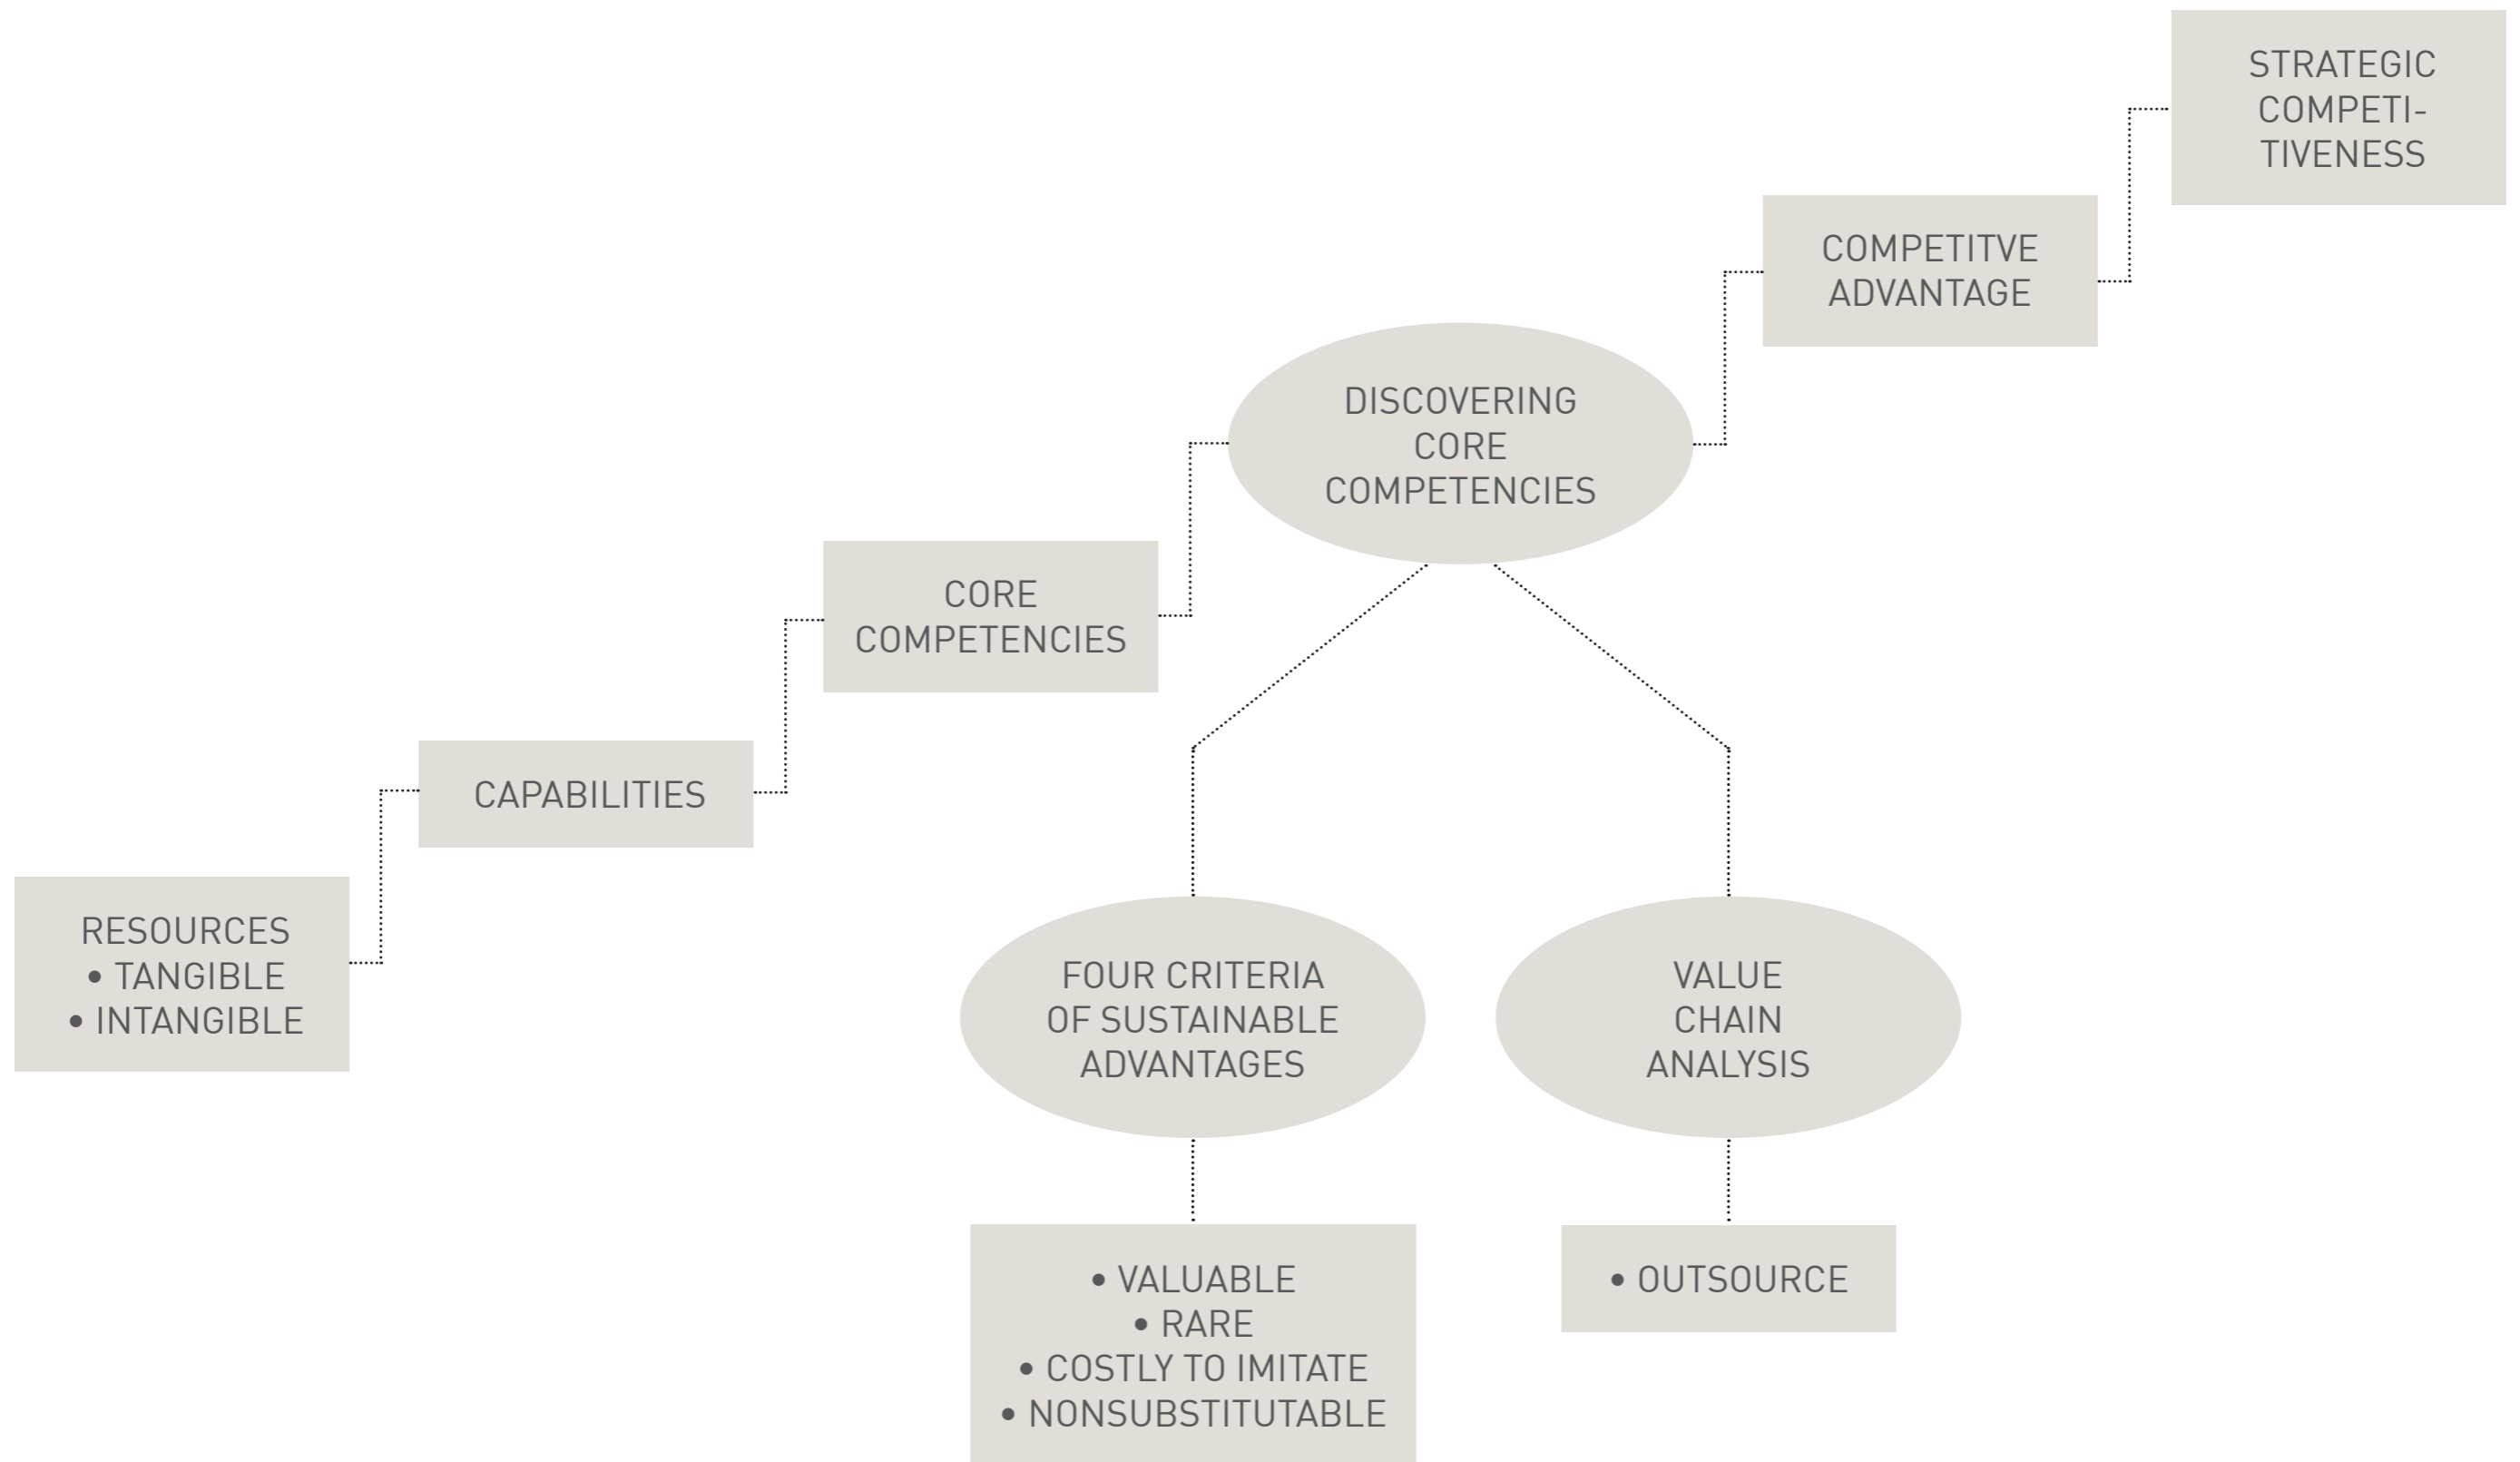 STRATEGIC
COMPETI-
TIVENESS
COMPETITVE
ADVANTAGE
DISCOVERING
CORE
COMPETENCIES
CORE
COMPETENCIES
CAPABILITIES
RESOURCES
• TANGIBLE
• INTANGIBLE
FOUR CRITERIA
OF SUSTAINABLE
ADVANTAGES
VALUE
CHAIN
ANALYSIS
• VALUABLE
• RARE
• COSTLY TO IMITATE
• NONSUBSTITUTABLE
• OUTSOURCE